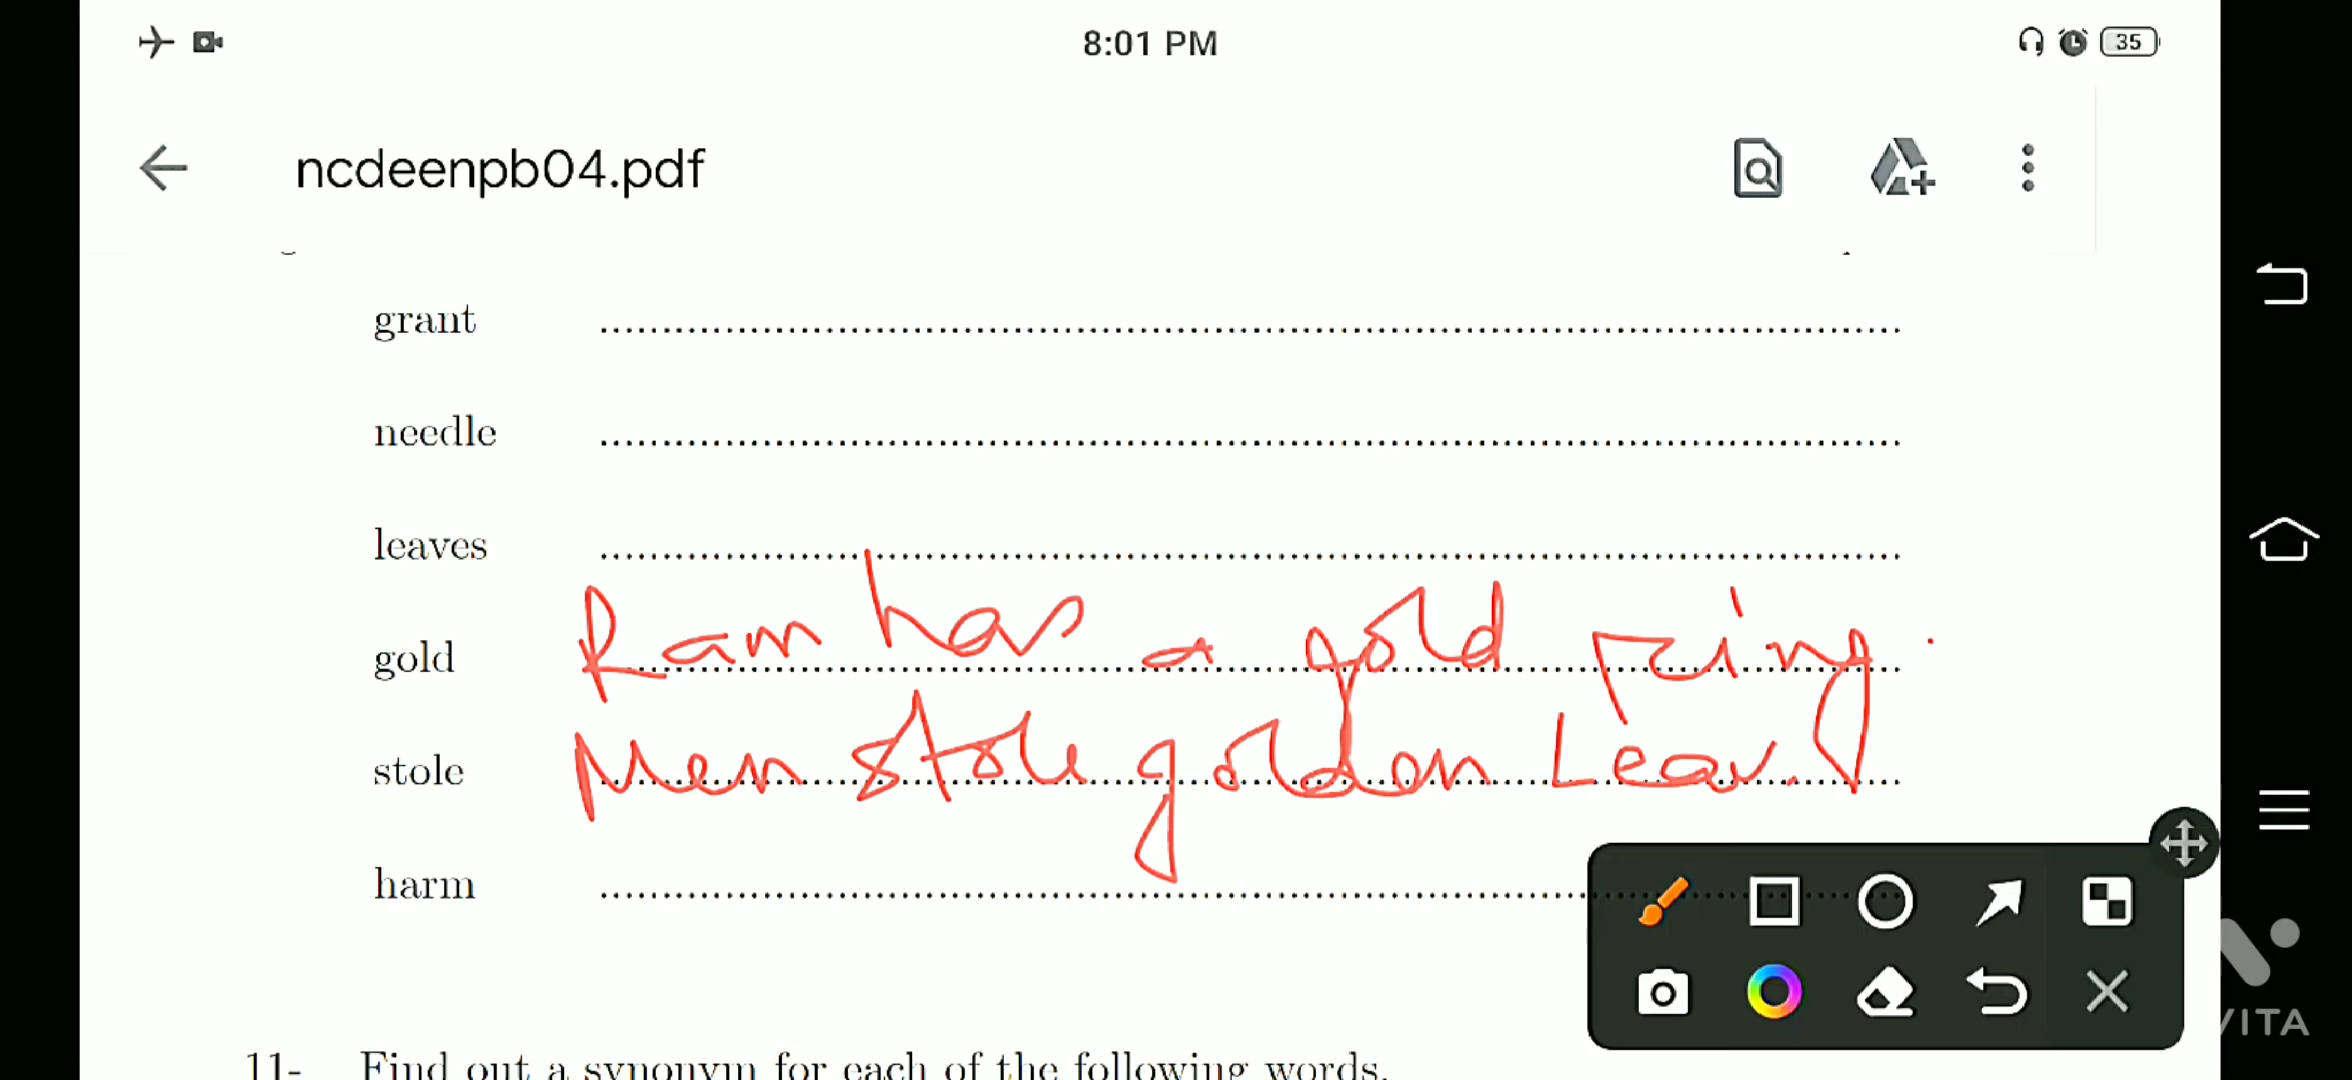 8:01 PM
35
ncdeenpb04.pdf
grant
needle
leaves
gold Ram has a gold ring.
stole Men stole golden Leav.
harm
11- Find out a synonym for each of the following words.
VITA